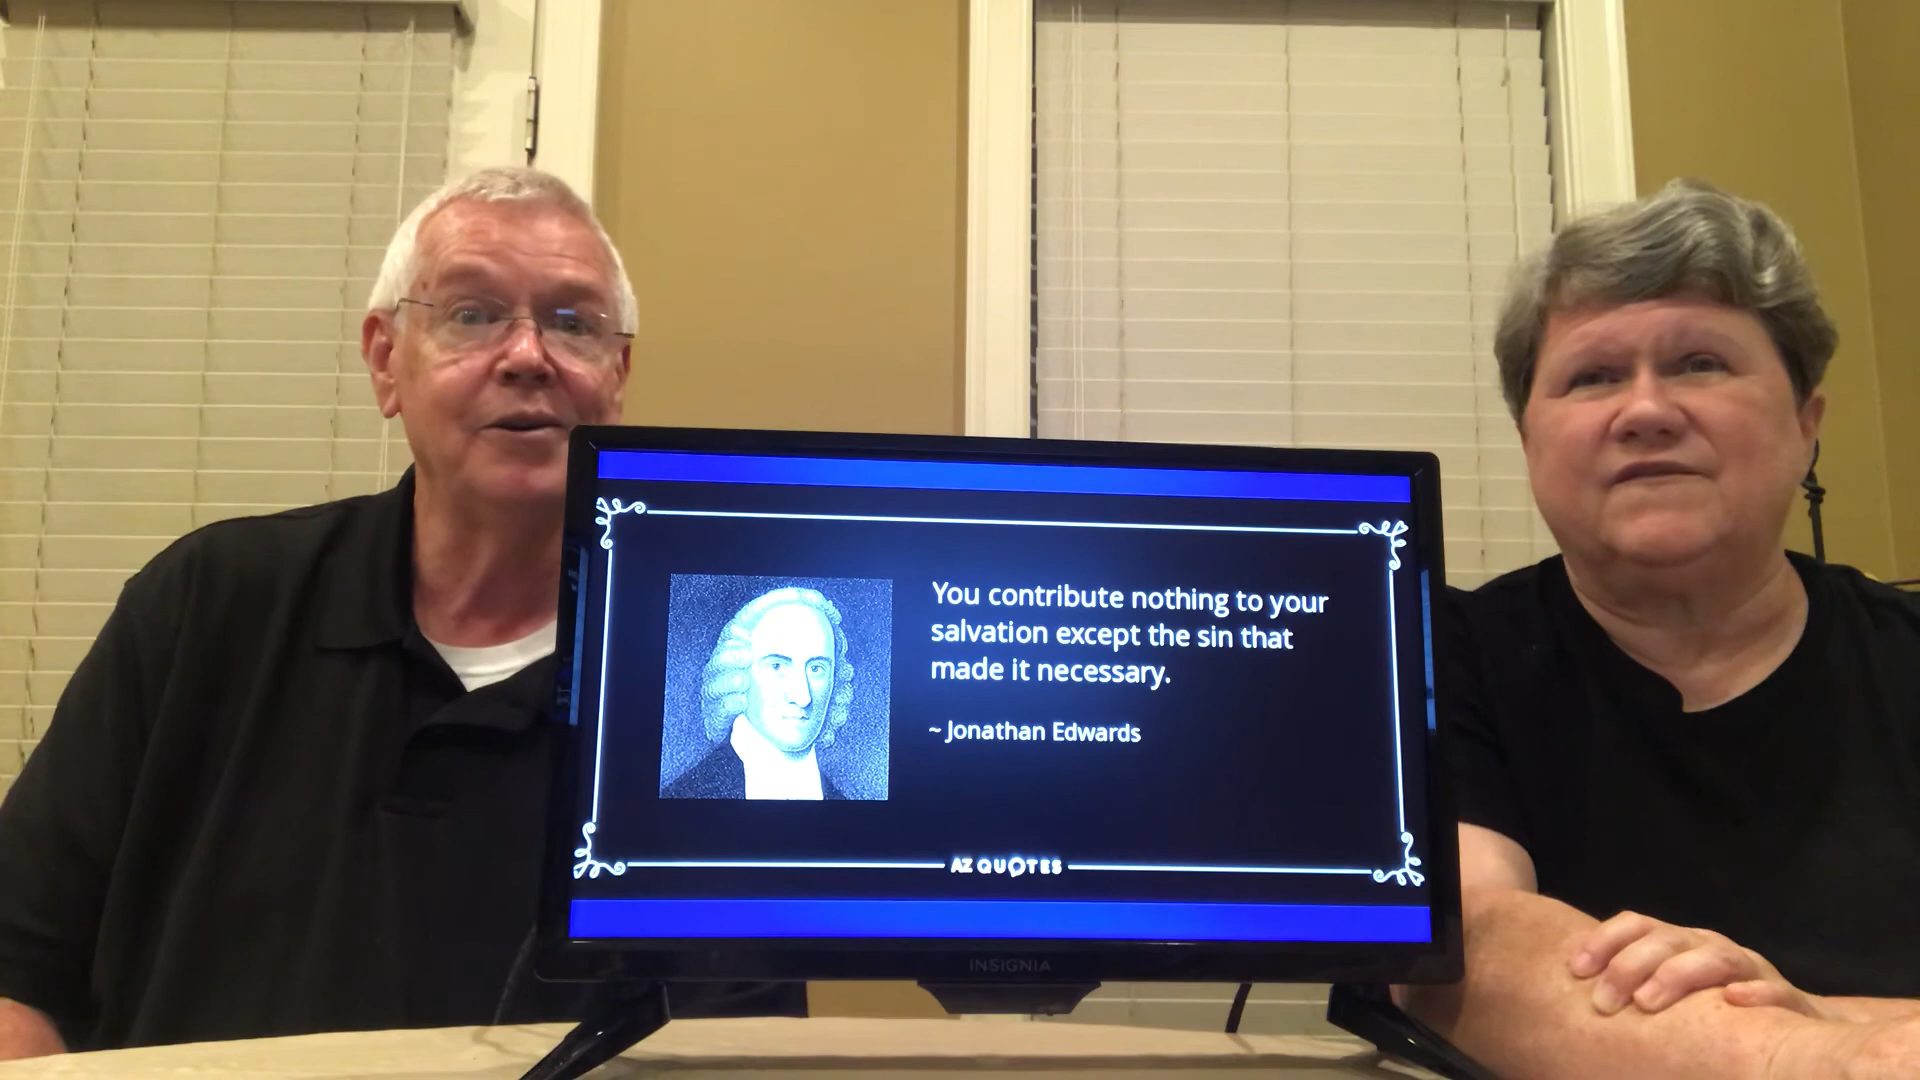 You contribute nothing to your
salvation except the sin that
made it necessary.
~ Jonathan Edwards
AZ QUOTES
INSIGNIA